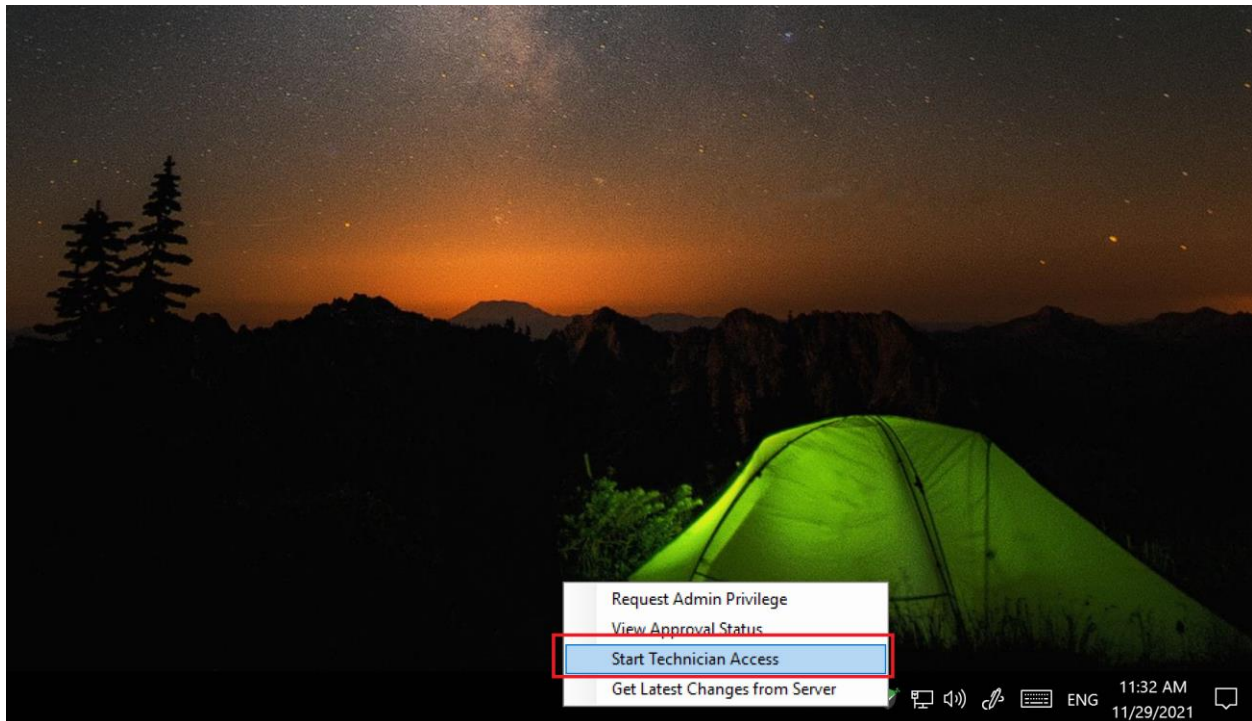 Request Admin Privilege
View Approval Status
Start Technician Access
Get Latest Changes from Server
ENG
11:32 AM
11/29/2021